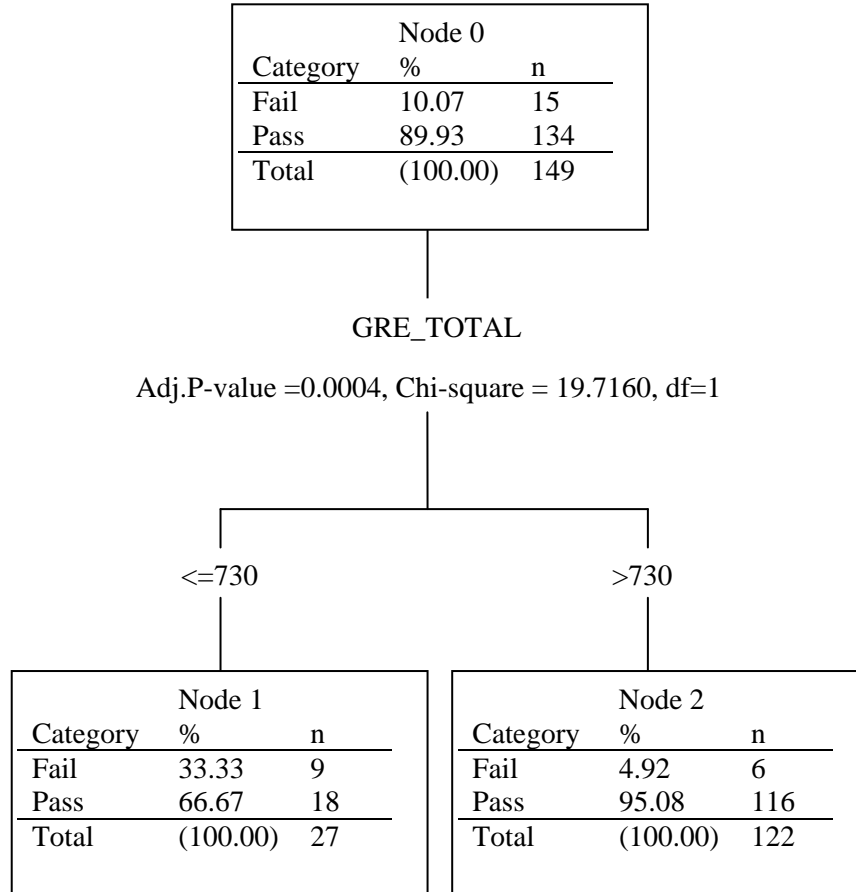 Node 0
Category % n
Fail 10.07 15
Pass 89.93 134
Total (100.00) 149
GRE_TOTAL
Adj.P-value =0.0004, Chi-square = 19.7160, df=1
<=730
>730
Node 1
Category % n
Fail 33.33 9
Pass 66.67 18
Total (100.00) 27
Node 2
Category % n
Fail 4.92 6
Pass 95.08 116
Total (100.00) 122